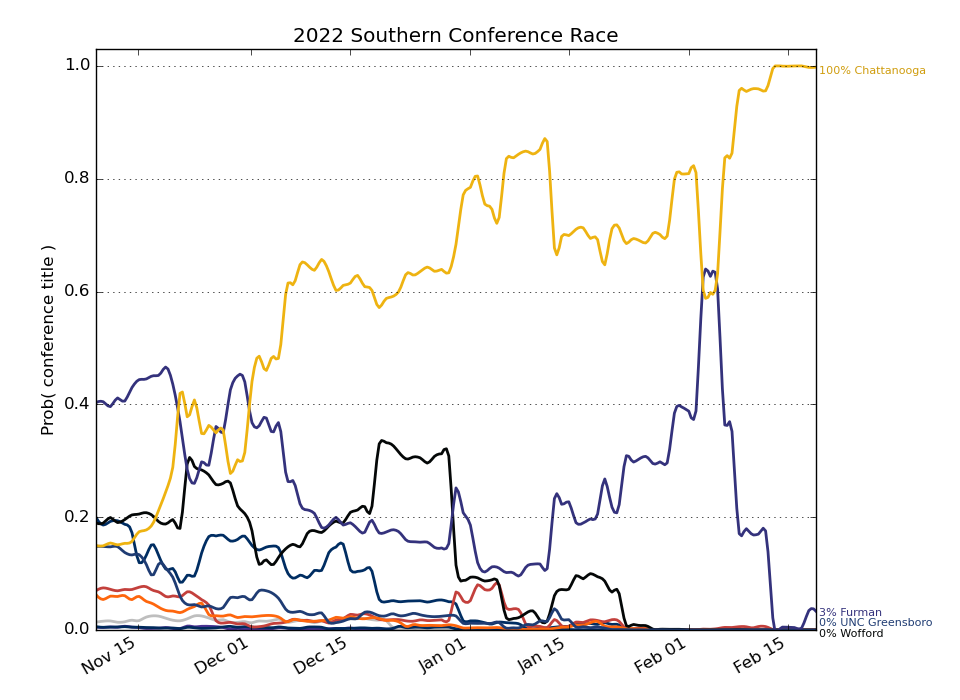 2022 Southern Conference Race
Prob( conference title )
1.0
0.8
0.6
0.4
0.2
0.0
100% Chattanooga
3% Furman
0% UNC Greensboro
0% Wofford
Nov 15
Dec 01
Dec 15
Jan 01
Jan 15
Feb 01
Feb 15